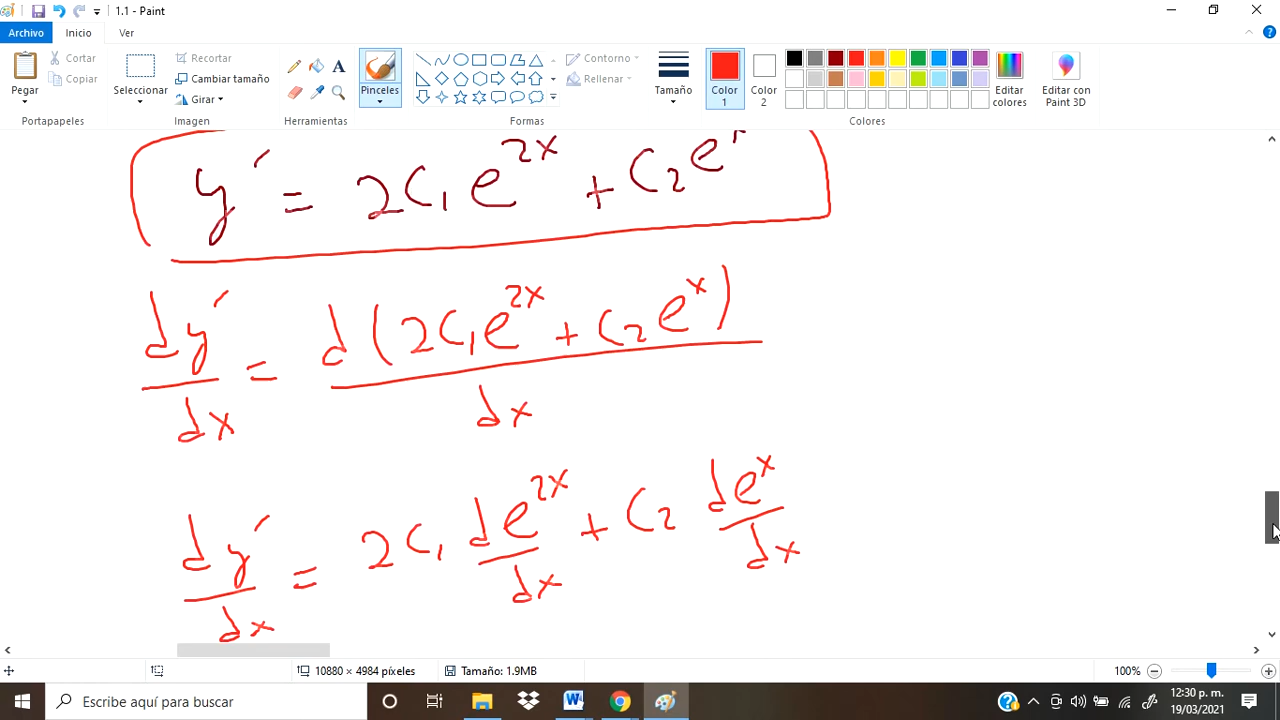 1.1 - Paint
Archivo Inicio Ver
Pegar Cortar Copiar Portapapeles
Seleccionar Recortar Cambiar tamaño Girar Imagen
A Herramientas
Pinceles
Contorno Rellenar Formas
Tamaño
Color 1 Color 2 Editar colores Editar con Paint 3D Colores
y′ = 2C₁e^{2x} + C₂e^x
dy′/dx = d(2C₁e^{2x} + C₂e^x)/dx
dy′/dx = 2C₁ de^{2x}/dx + C₂ de^x/dx
10880 × 4984 píxeles Tamaño: 1.9MB 100%
Escribe aquí para buscar
12:30 p. m.
19/03/2021